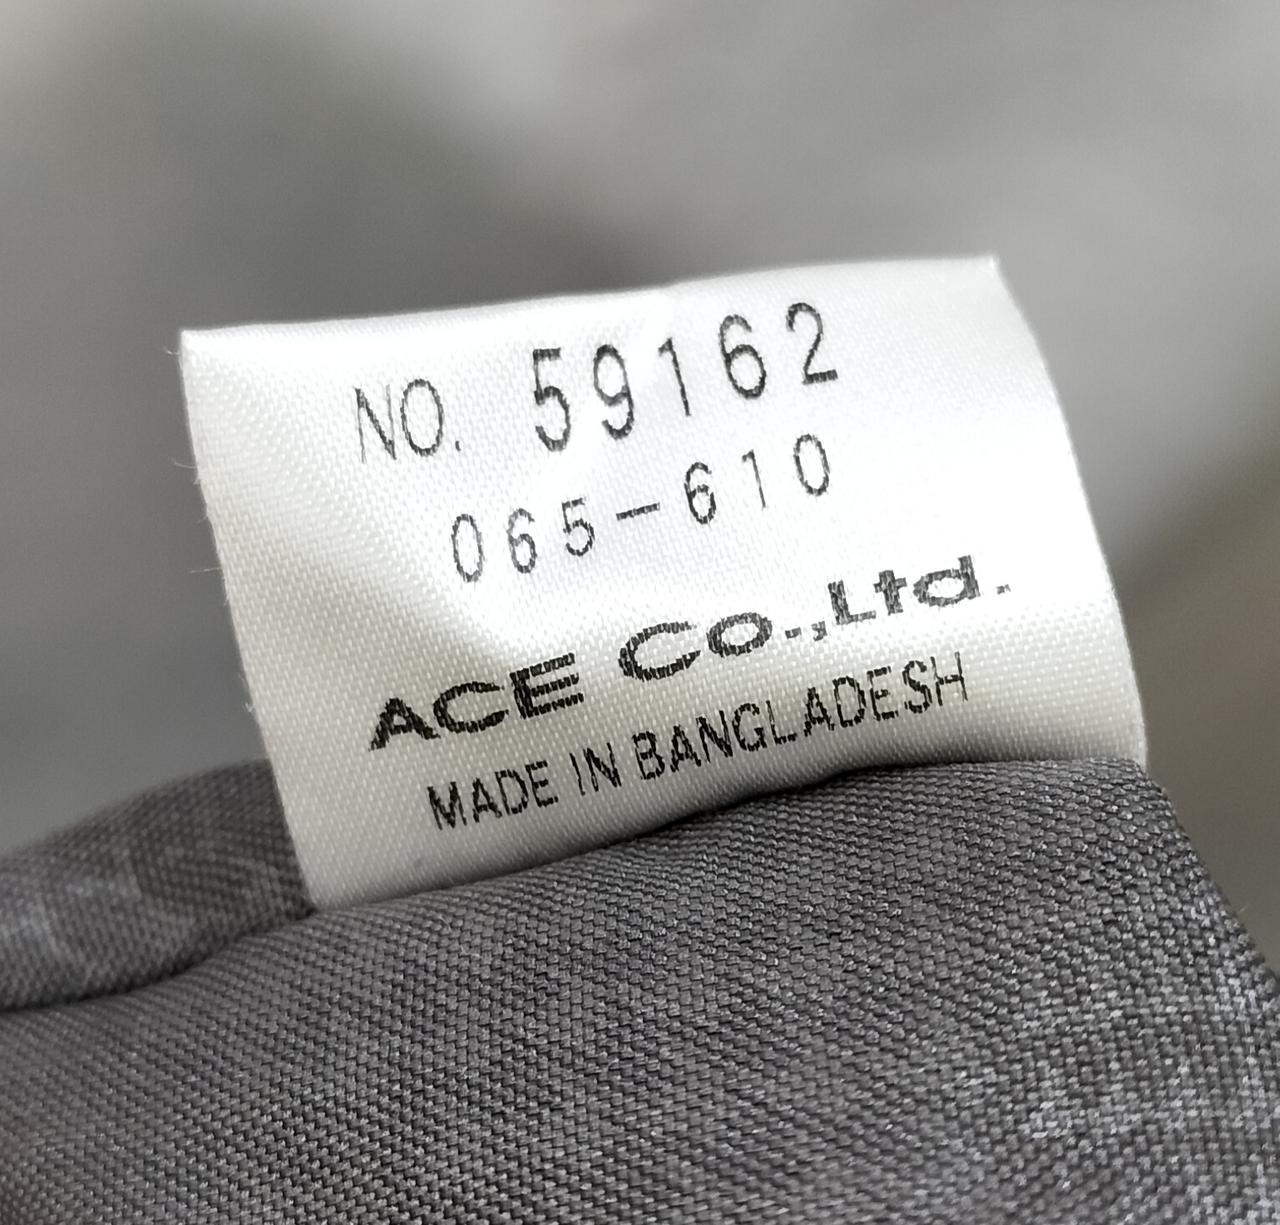 NO. 59162
065-610
ACE Co.,Ltd.
MADE IN BANGLADESH